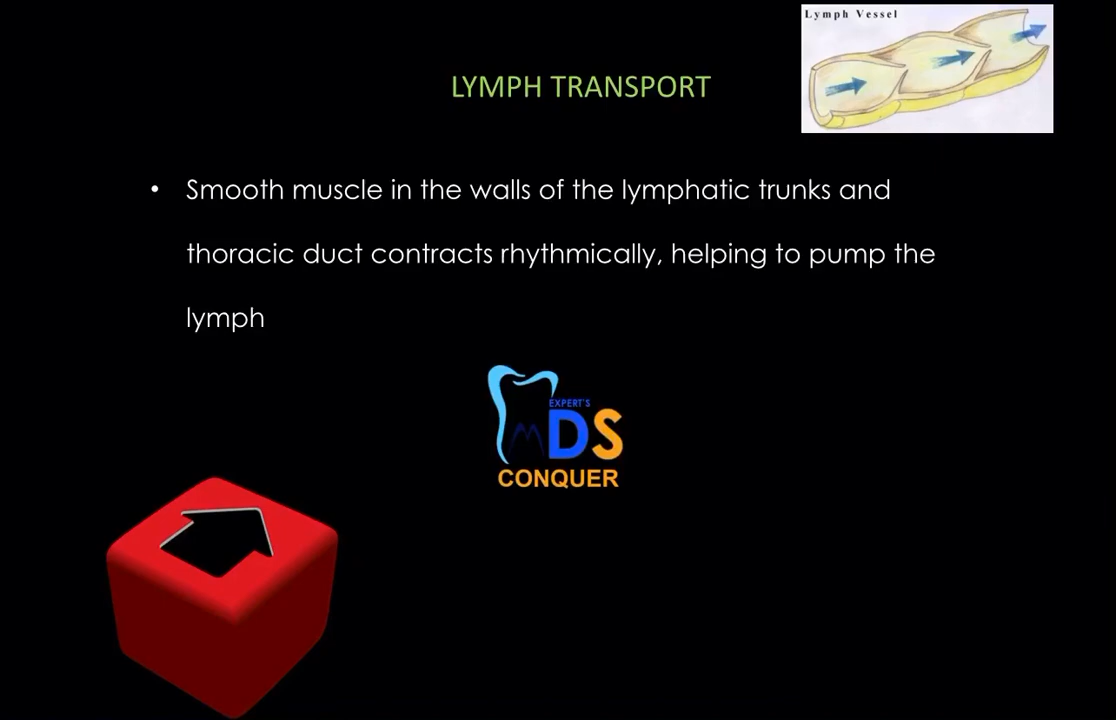 Lymph Vessel
LYMPH TRANSPORT
• Smooth muscle in the walls of the lymphatic trunks and
thoracic duct contracts rhythmically, helping to pump the
lymph
EXPERT'S
MDS
CONQUER